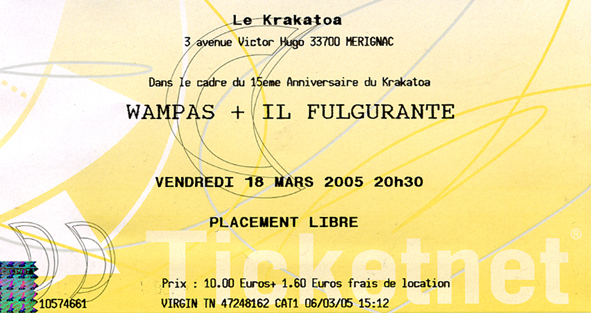 Le Krakatoa
3 avenue Victor Hugo 33700 MERIGNAC
Dans le cadre du 15eme Anniversaire du Krakatoa
WAMPAS + IL FULGURANTE
VENDREDI 18 MARS 2005 20h30
PLACEMENT LIBRE
Ticketnet®
Prix : 10.00 Euros+ 1.60 Euros frais de location
10574661
VIRGIN TN 47248162 CAT1 06/03/05 15:12